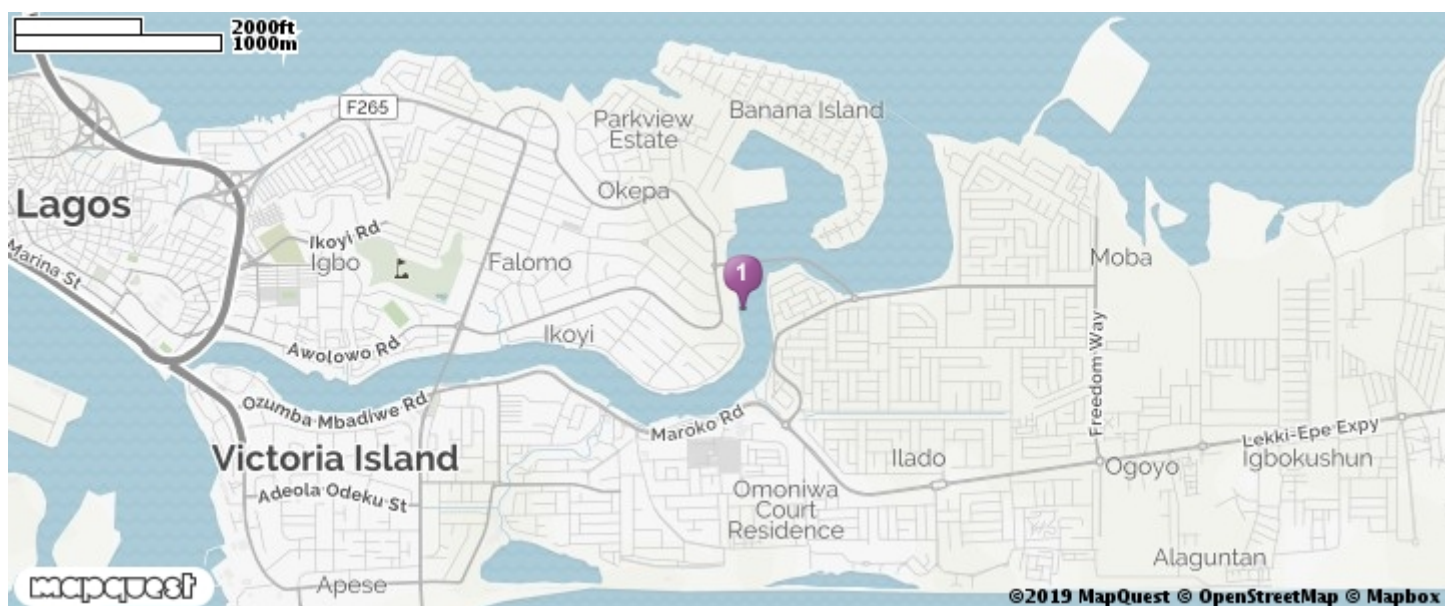 2000ft
1000m
F265
Parkview
Estate
Banana Island
Okepa
Lagos
Ikoyi Rd
Igbo
Falomo
Moba
Marina St
1
Ikoyi
Awolowo Rd
Freedom Way
Ozumba Mbadiwe Rd
Maroko Rd
Victoria Island
Lekki-Epe Expy
Ilado
Ogoyo
Igbokushun
Adeola Odeku St
Omoniwa
Court
Residence
Alaguntan
Apese
mapquest
©2019 MapQuest © OpenStreetMap © Mapbox